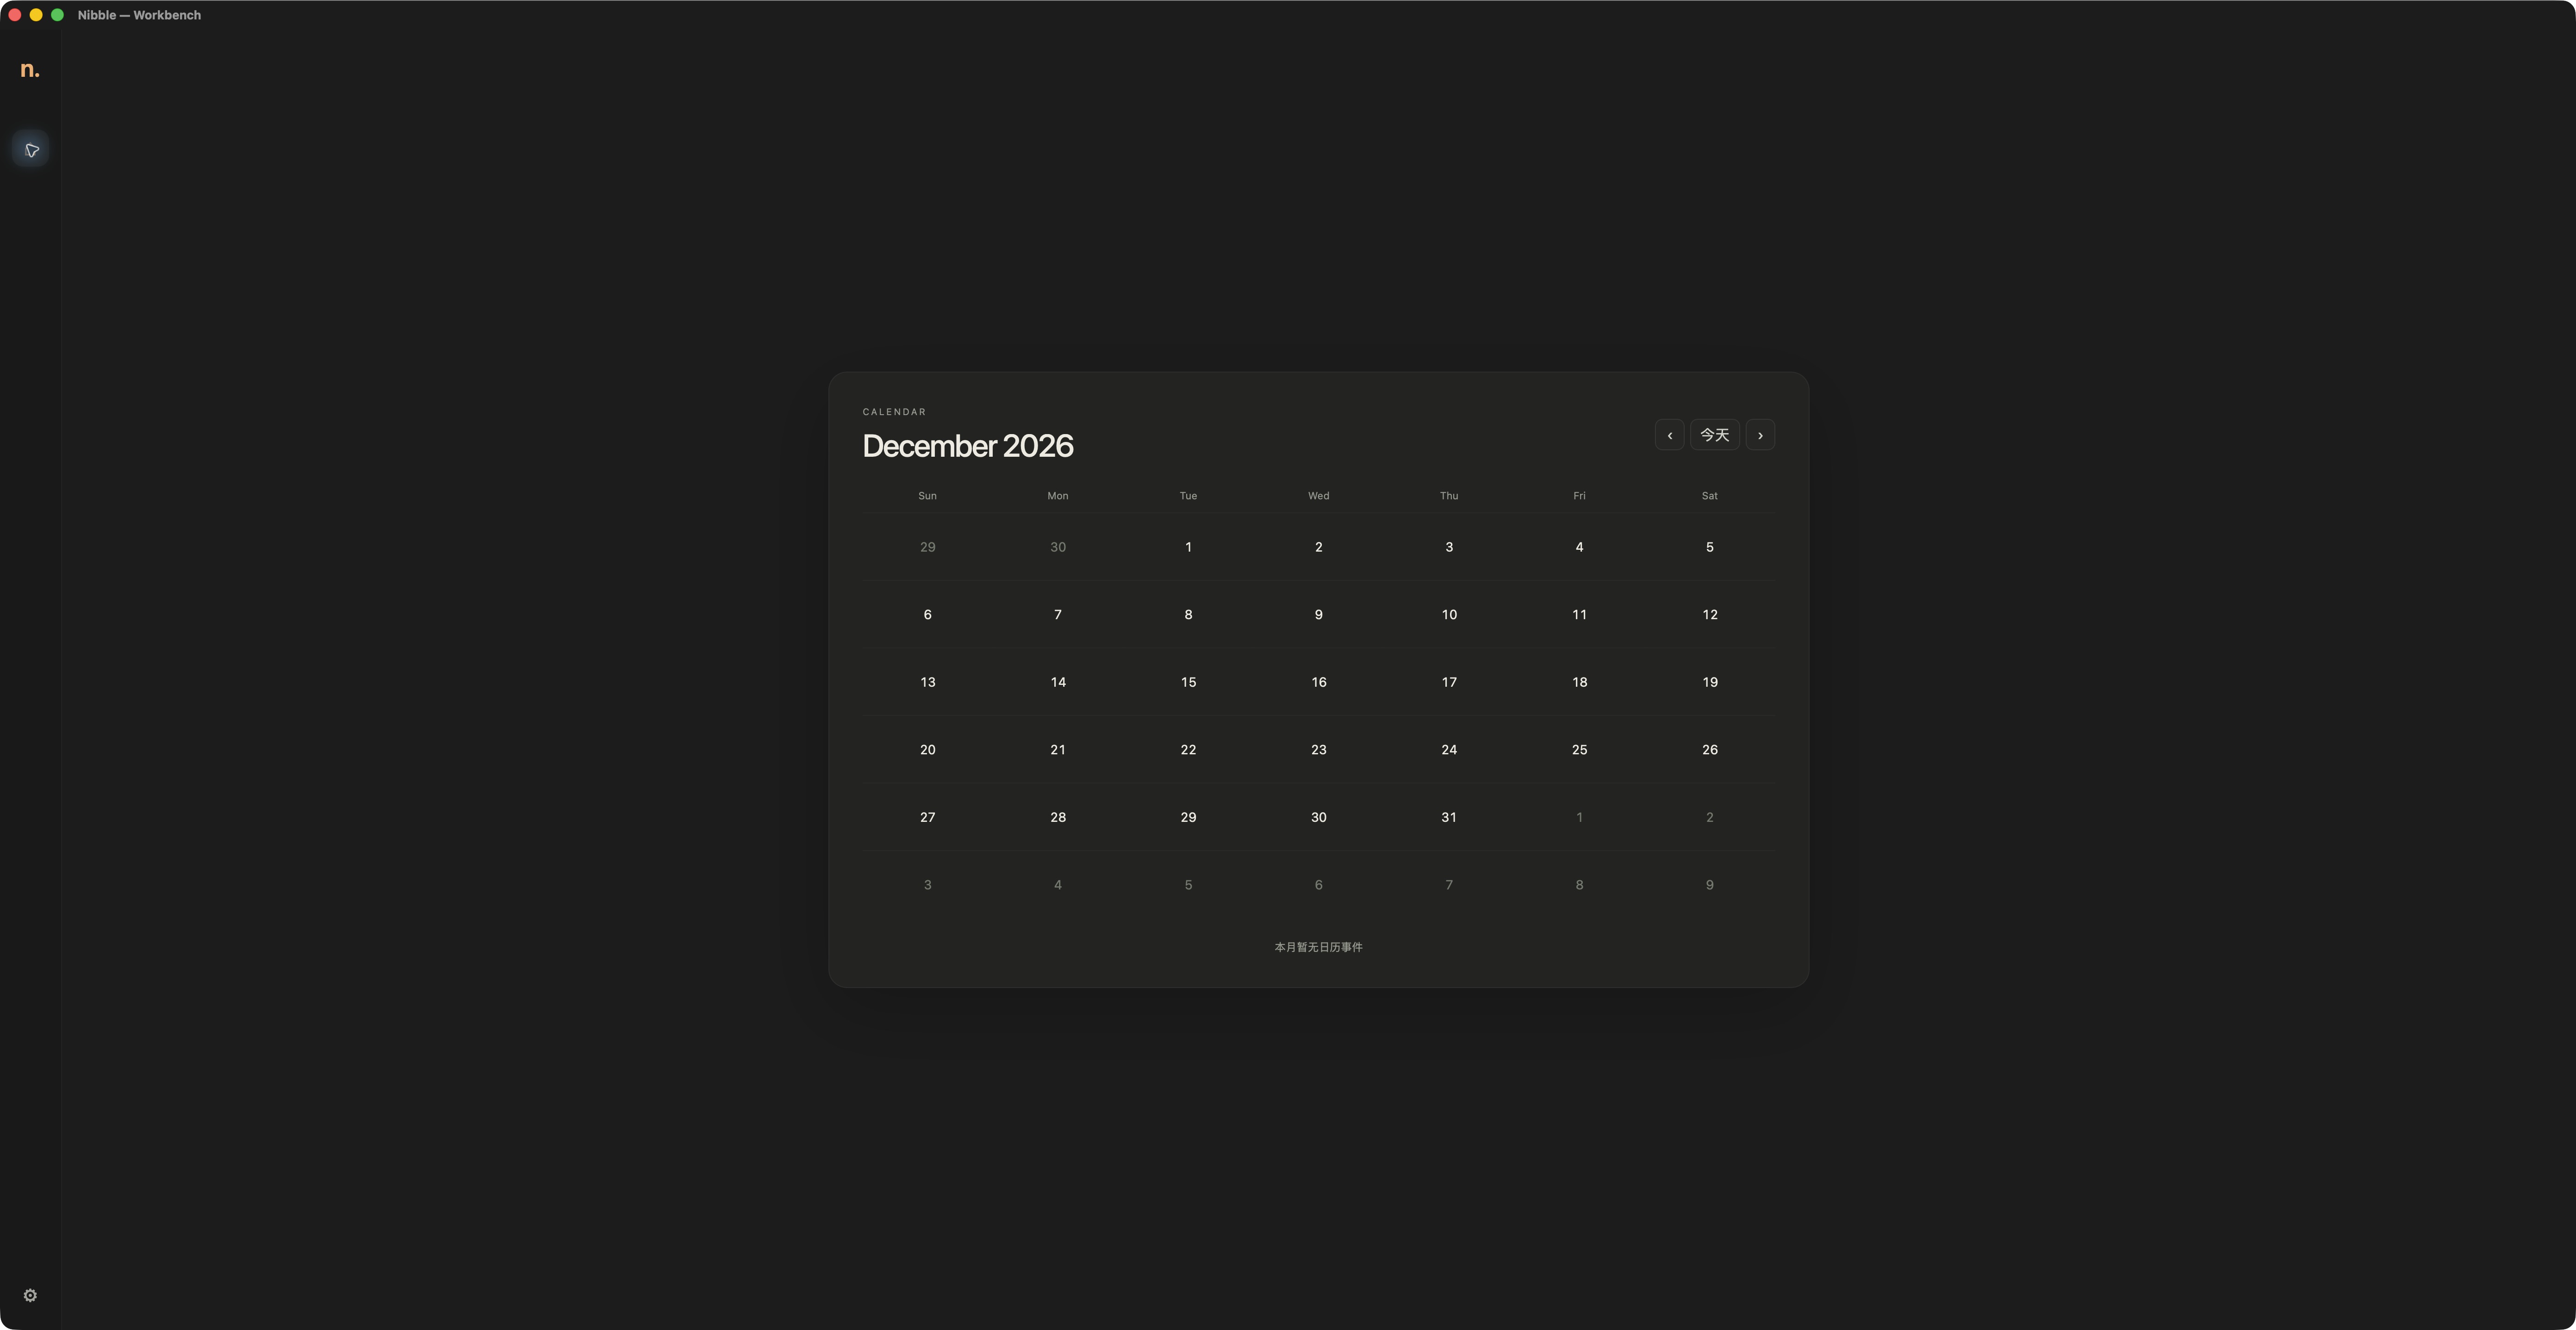 Nibble — Workbench
n.
CALENDAR
December 2026
‹ 今天 ›
Sun Mon Tue Wed Thu Fri Sat
29 30 1 2 3 4 5
6 7 8 9 10 11 12
13 14 15 16 17 18 19
20 21 22 23 24 25 26
27 28 29 30 31 1 2
3 4 5 6 7 8 9
本月暂无日历事件